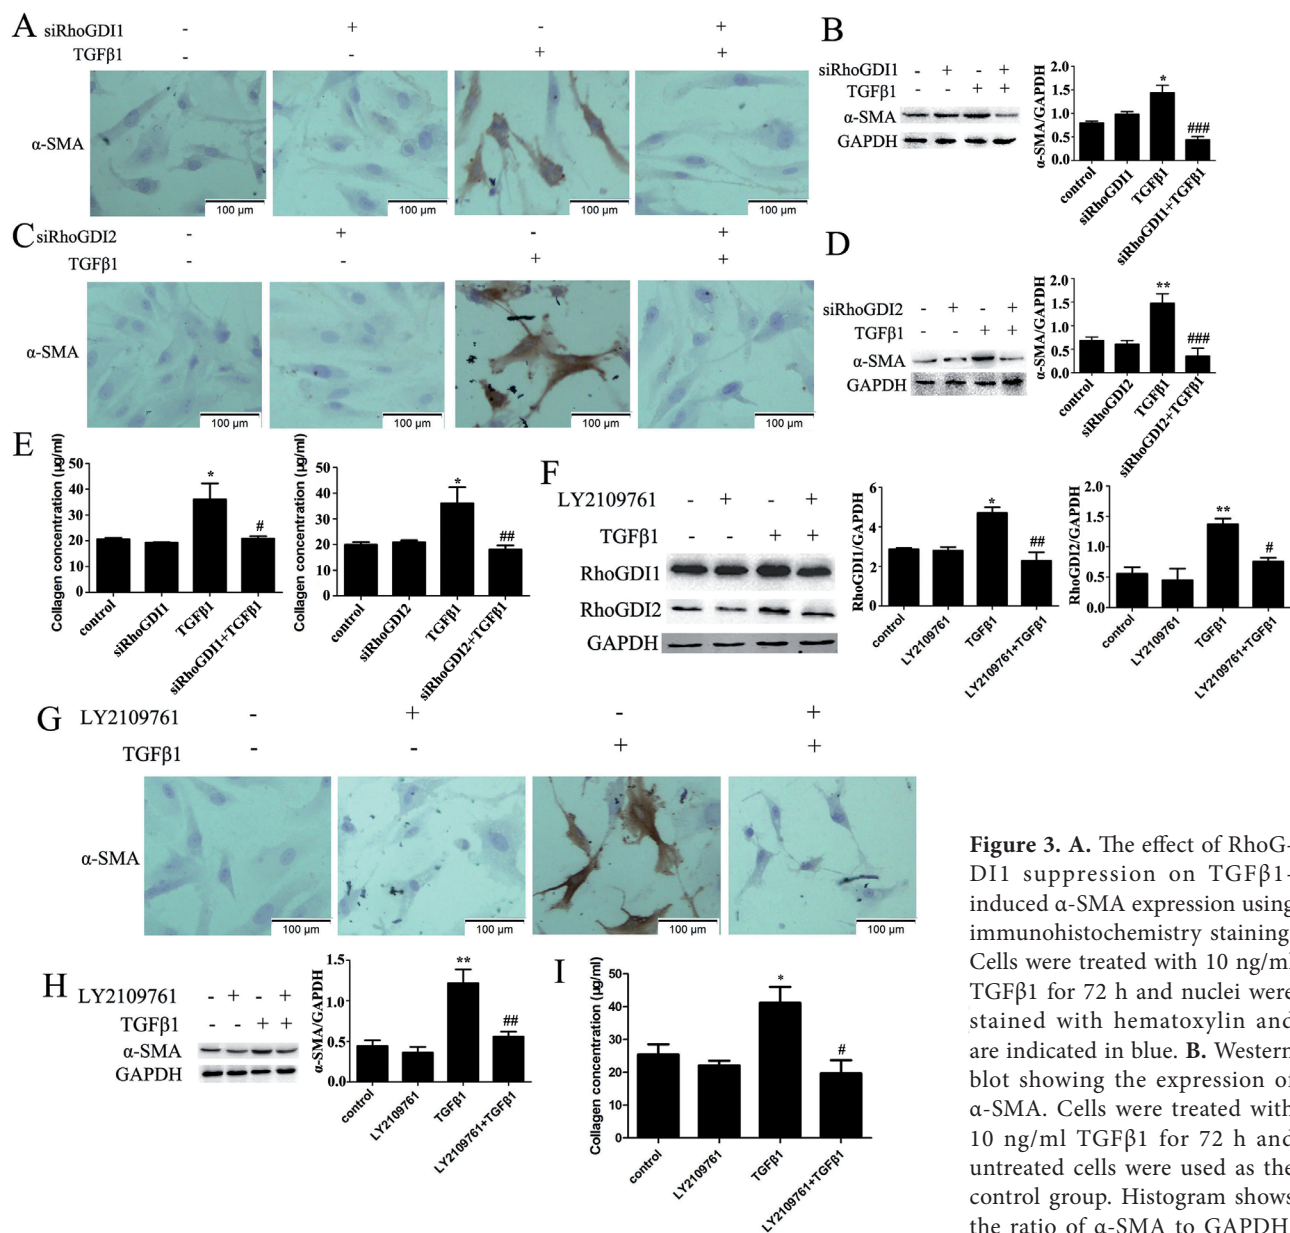 A
siRhoGDI1 - + - +
TGFβ1 - - + +
α-SMA
100 μm 100 μm 100 μm 100 μm
B
siRhoGDI1 - + - +
TGFβ1 - - + +
α-SMA
GAPDH
α-SMA/GAPDH
2.0
1.5
1.0
0.5
0.0
*
###
control
siRhoGDI1
TGFβ1
siRhoGDI1+TGFβ1
C
siRhoGDI2 - + - +
TGFβ1 - - + +
α-SMA
100 μm 100 μm 100 μm 100 μm
D
siRhoGDI2 - + - +
TGFβ1 - - + +
α-SMA
GAPDH
α-SMA/GAPDH
2.0
1.5
1.0
0.5
0.0
**
###
control
siRhoGDI2
TGFβ1
siRhoGDI2+TGFβ1
E
Collagen concentration (μg/ml)
50
40
30
20
10
0
*
#
control
siRhoGDI1
TGFβ1
siRhoGDI1+TGFβ1
Collagen concentration (μg/ml)
50
40
30
20
10
0
*
##
control
siRhoGDI2
TGFβ1
siRhoGDI2+TGFβ1
F
LY2109761 - + - +
TGFβ1 - - + +
RhoGDI1
RhoGDI2
GAPDH
RhoGDI1/GAPDH
6
4
2
0
*
##
control
LY2109761
TGFβ1
LY2109761+TGFβ1
RhoGDI2/GAPDH
2.0
1.5
1.0
0.5
0.0
**
#
control
LY2109761
TGFβ1
LY2109761+TGFβ1
G
LY2109761 - + - +
TGFβ1 - - + +
α-SMA
100 μm 100 μm 100 μm 100 μm
H
LY2109761 - + - +
TGFβ1 - - + +
α-SMA
GAPDH
α-SMA/GAPDH
1.5
1.0
0.5
0.0
**
##
control
LY2109761
TGFβ1
LY2109761+TGFβ1
I
Collagen concentration (μg/ml)
50
40
30
20
10
0
*
#
control
LY2109761
TGFβ1
LY2109761+TGFβ1
Figure 3. A. The effect of RhoG-
DI1 suppression on TGFβ1-
induced α-SMA expression using
immunohistochemistry staining.
Cells were treated with 10 ng/ml
TGFβ1 for 72 h and nuclei were
stained with hematoxylin and
are indicated in blue. B. Western
blot showing the expression of
α-SMA. Cells were treated with
10 ng/ml TGFβ1 for 72 h and
untreated cells were used as the
control group. Histogram shows
the ratio of α-SMA to GAPDH.